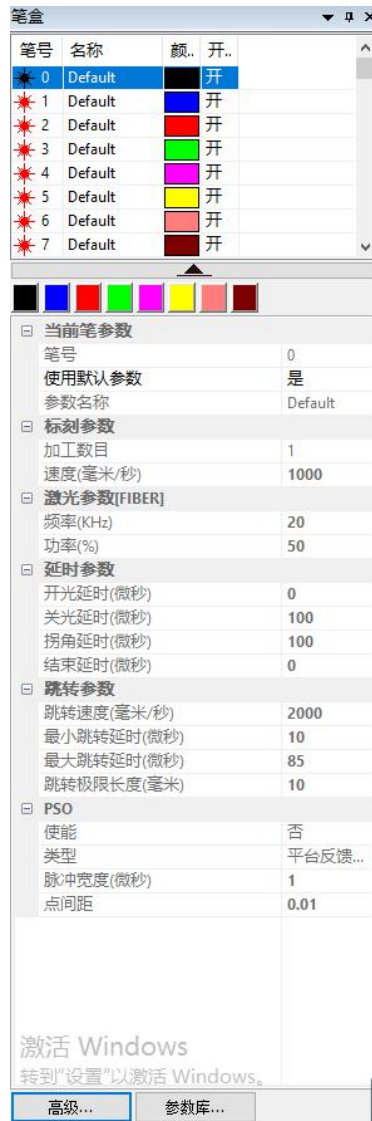 笔盒
笔号 名称 颜.. 开..
0 Default 开
1 Default 开
2 Default 开
3 Default 开
4 Default 开
5 Default 开
6 Default 开
7 Default 开
当前笔参数
笔号 0
使用默认参数 是
参数名称 Default
标刻参数
加工数目 1
速度(毫米/秒) 1000
激光参数[FIBER]
频率(KHz) 20
功率(%) 50
延时参数
开光延时(微秒) 0
关光延时(微秒) 100
拐角延时(微秒) 100
结束延时(微秒) 0
跳转参数
跳转速度(毫米/秒) 2000
最小跳转延时(微秒) 10
最大跳转延时(微秒) 85
跳转极限长度(毫米) 10
PSO
使能 否
类型 平台反馈...
脉冲宽度(微秒) 1
点间距 0.01
激活 Windows
转到"设置"以激活 Windows。
高级... 参数库...